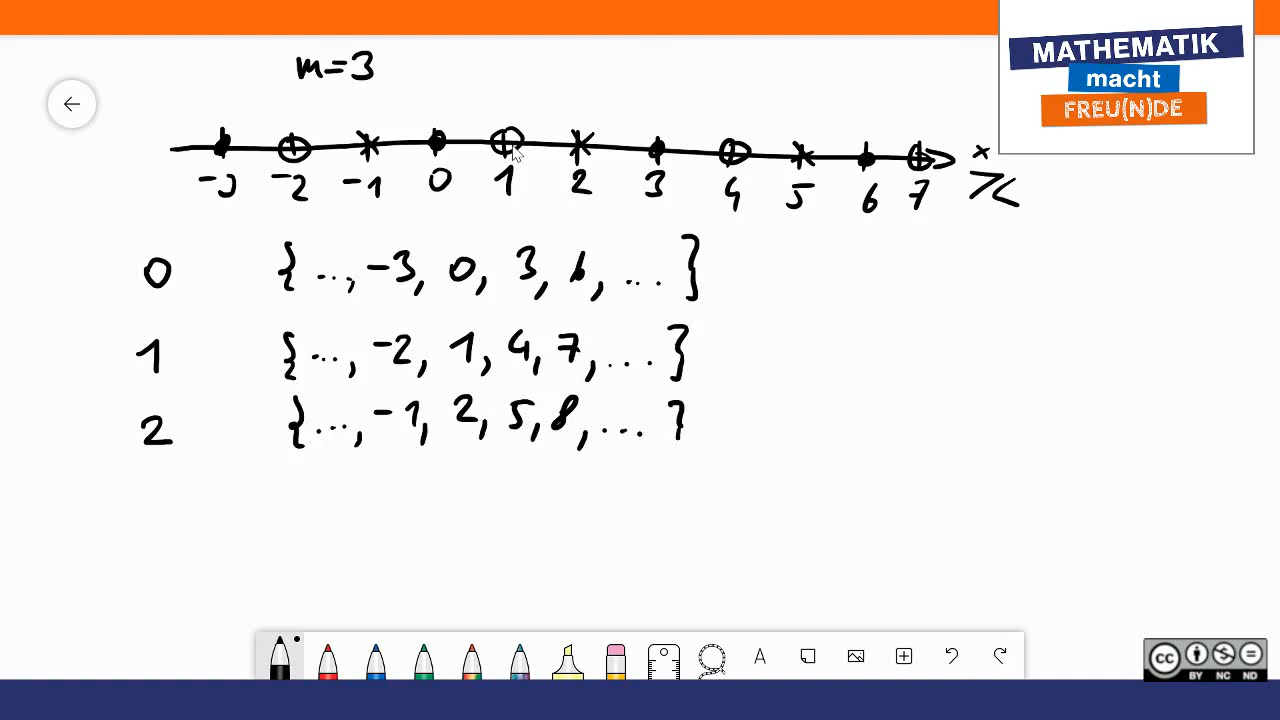 m=3
MATHEMATIK
macht
FREU(N)DE
x
-3 -2 -1 0 1 2 3 4 5 6 7 ℤ
0 {..., -3, 0, 3, 6, ...}
1 {..., -2, 1, 4, 7, ....}
2 {..., -1, 2, 5, 8, ... }
A
cc BY NC ND